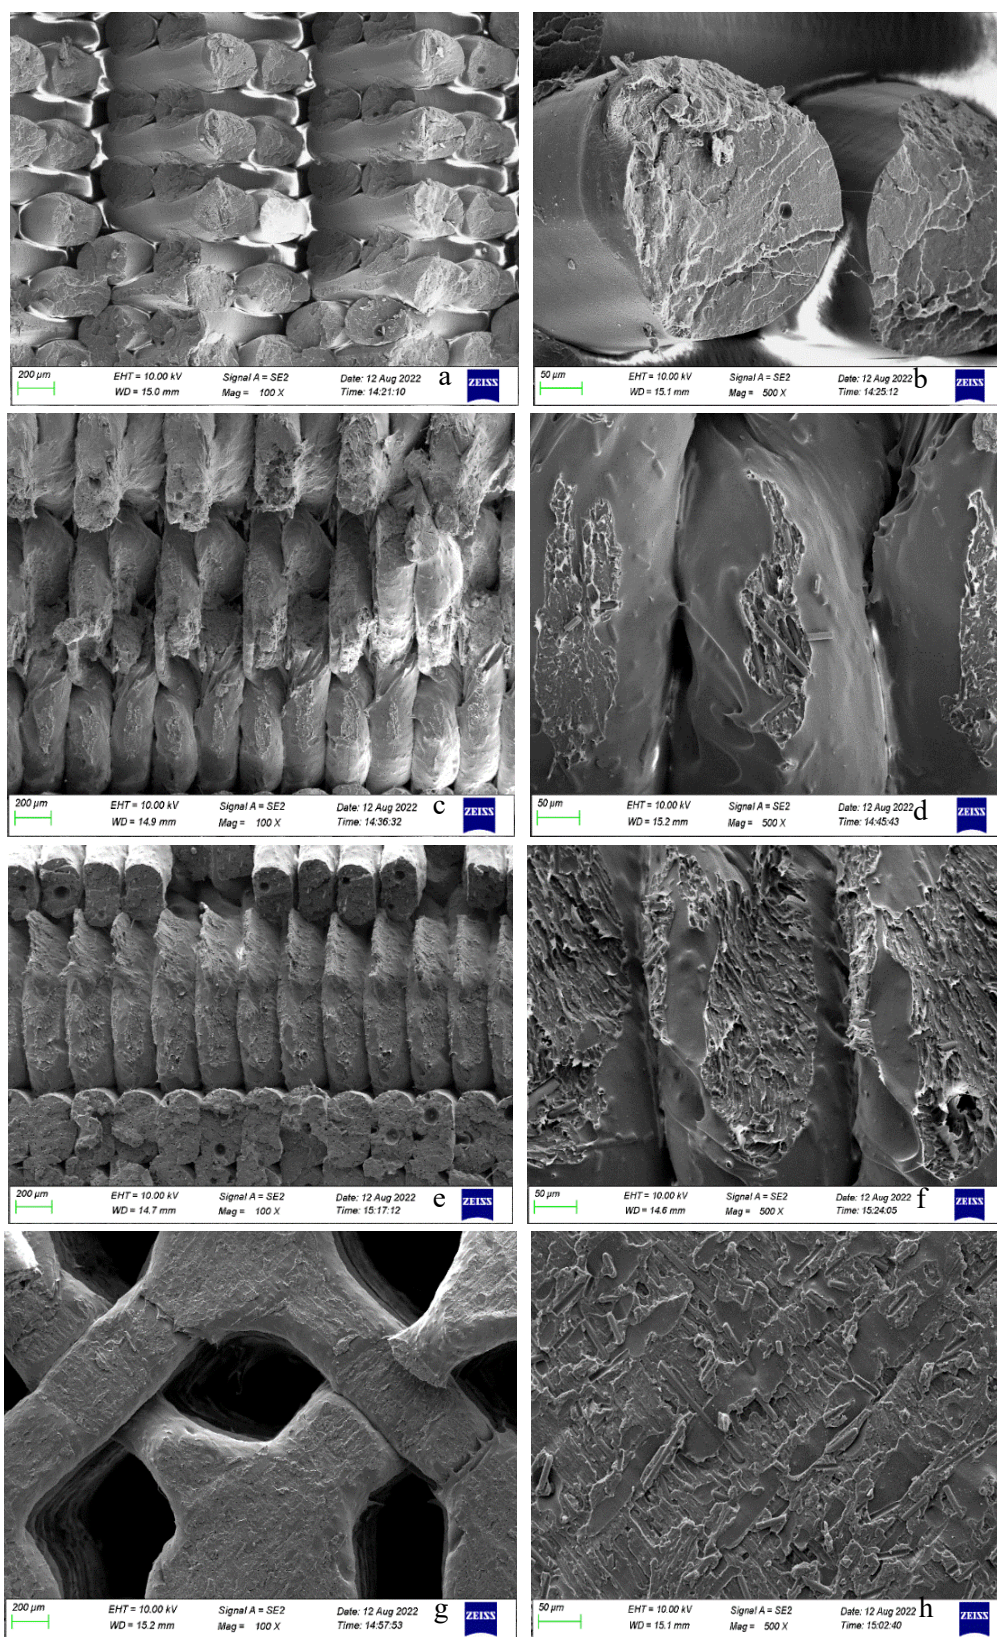 200 µm
EHT = 10.00 kV Signal A = SE2 Date: 12 Aug 2022
WD = 15.0 mm Mag = 100 X Time: 14:21:10
a
ZEISS
50 µm
EHT = 10.00 kV Signal A = SE2 Date: 12 Aug 2022
WD = 15.1 mm Mag = 500 X Time: 14:25:12
b
ZEISS
200 µm
EHT = 10.00 kV Signal A = SE2 Date: 12 Aug 2022
WD = 14.9 mm Mag = 100 X Time: 14:36:32
c
ZEISS
50 µm
EHT = 10.00 kV Signal A = SE2 Date: 12 Aug 2022
WD = 15.2 mm Mag = 500 X Time: 14:45:43
d
ZEISS
200 µm
EHT = 10.00 kV Signal A = SE2 Date: 12 Aug 2022
WD = 14.7 mm Mag = 100 X Time: 15:17:12
e
ZEISS
50 µm
EHT = 10.00 kV Signal A = SE2 Date: 12 Aug 2022
WD = 14.6 mm Mag = 500 X Time: 15:24:05
f
ZEISS
200 µm
EHT = 10.00 kV Signal A = SE2 Date: 12 Aug 2022
WD = 15.2 mm Mag = 100 X Time: 14:57:53
g
ZEISS
50 µm
EHT = 10.00 kV Signal A = SE2 Date: 12 Aug 2022
WD = 15.1 mm Mag = 500 X Time: 15:02:40
h
ZEISS